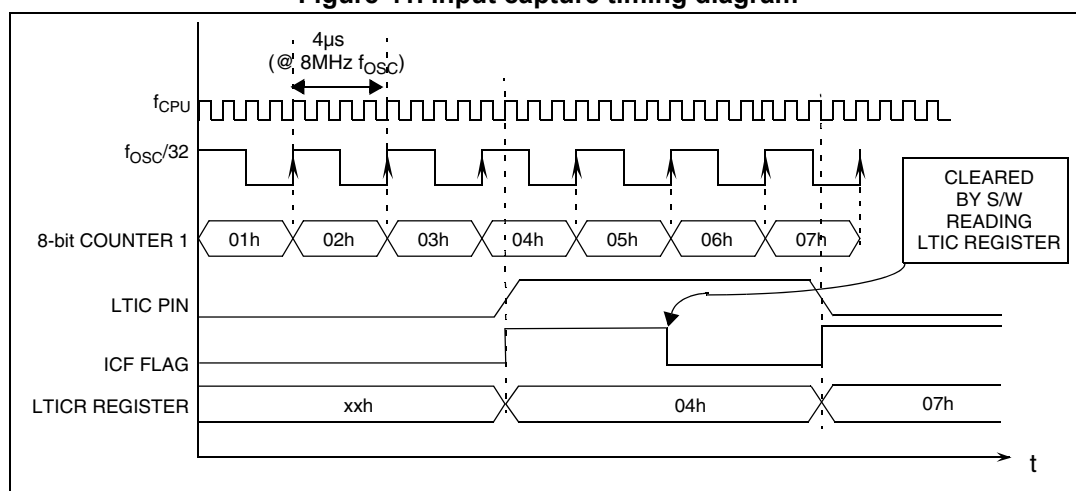 Figure 41. Input capture timing diagram
4µs
(@ 8MHz fOSC)
fCPU
fOSC/32
CLEARED
BY S/W
READING
LTIC REGISTER
8-bit COUNTER 1
01h 02h 03h 04h 05h 06h 07h
LTIC PIN
ICF FLAG
LTICR REGISTER
xxh 04h 07h
t